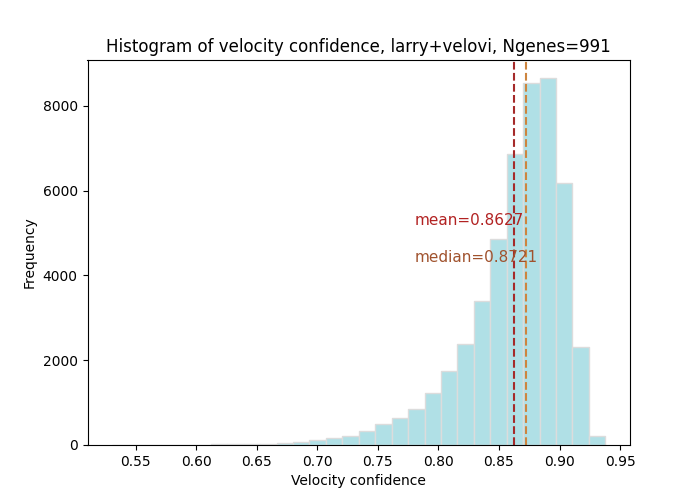 Histogram of velocity confidence, larry+velovi, Ngenes=991
Frequency
8000
6000
4000
2000
0
mean=0.8627
median=0.8721
0.55 0.60 0.65 0.70 0.75 0.80 0.85 0.90 0.95
Velocity confidence